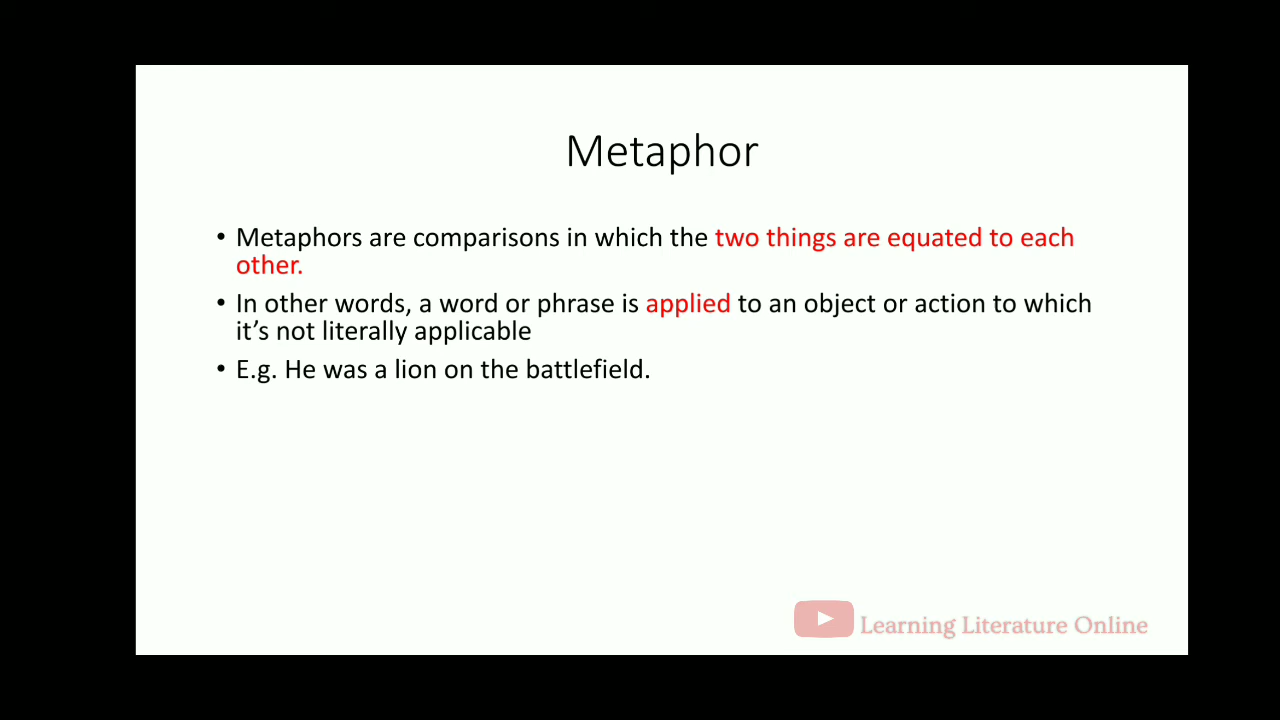 Metaphor
• Metaphors are comparisons in which the two things are equated to each
other.
• In other words, a word or phrase is applied to an object or action to which
it’s not literally applicable
• E.g. He was a lion on the battlefield.
Learning Literature Online